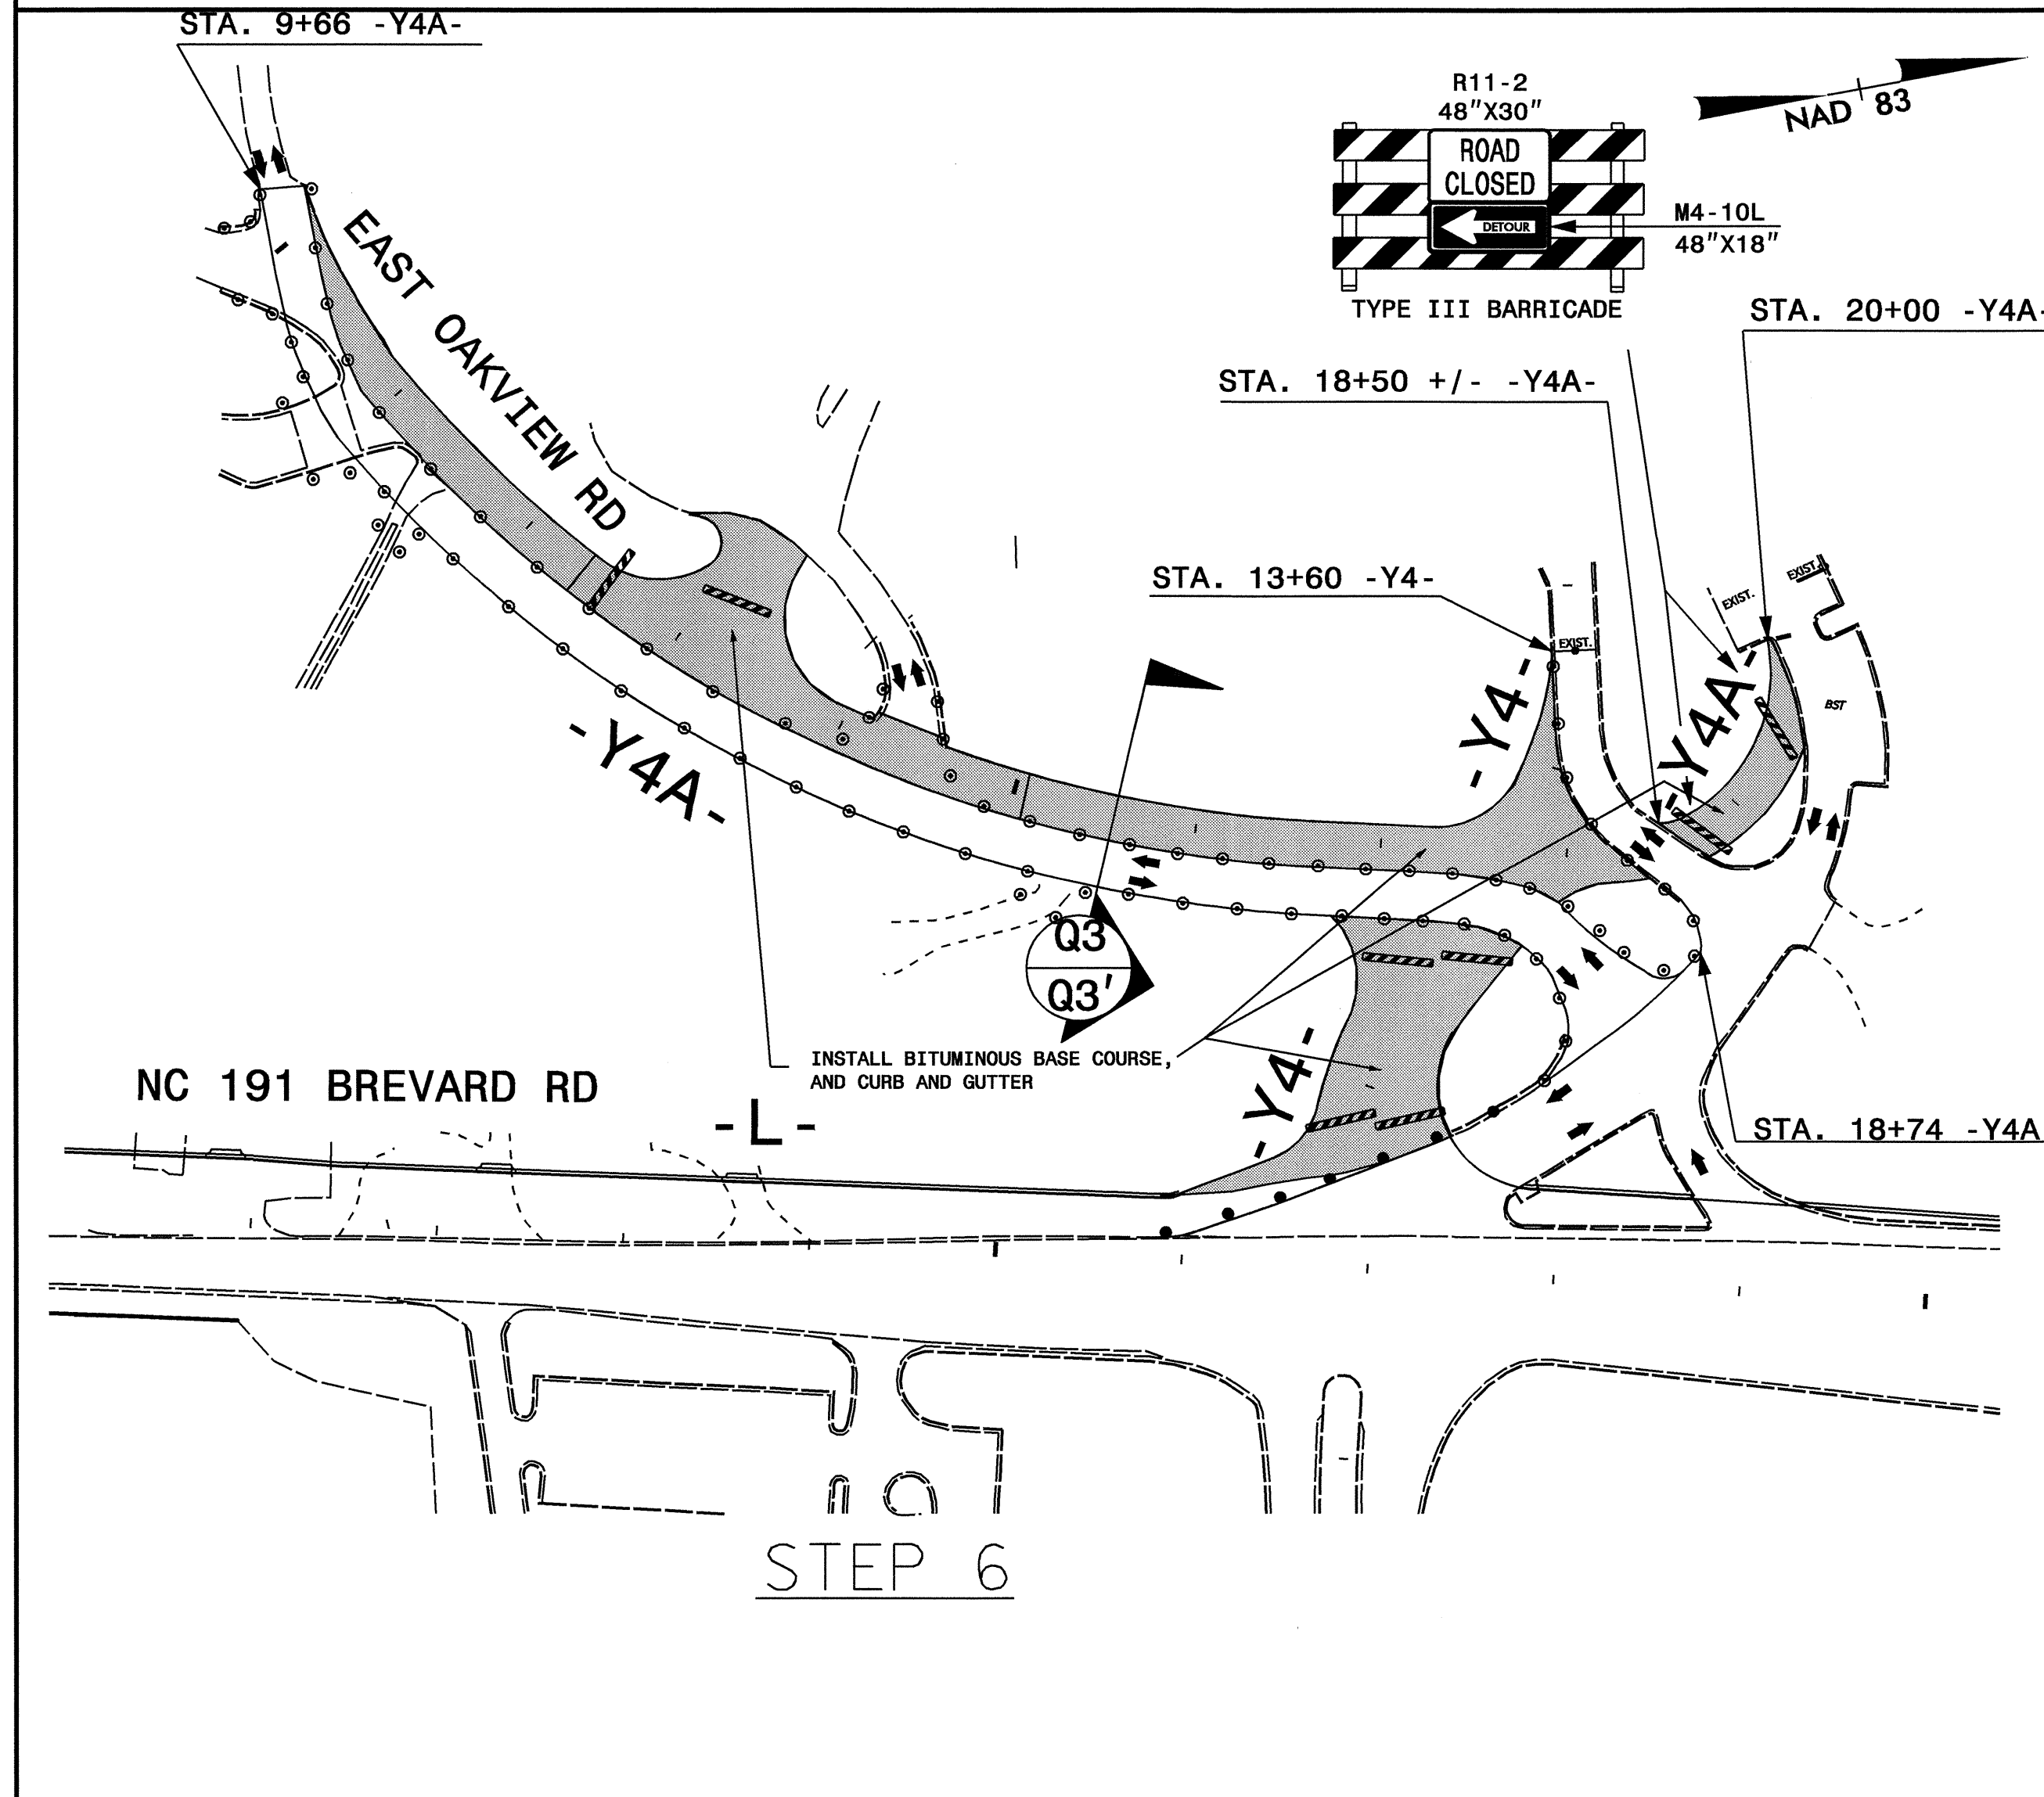 STA. 9+66 -Y4A-
R11-2
48"X30"
ROAD
CLOSED
DETOUR
M4-10L
48"X18"
TYPE III BARRICADE
NAD 83
STA. 20+00 -Y4A-
STA. 18+50 +/- -Y4A-
EAST OAKVIEW RD
STA. 13+60 -Y4-
EXIST.
EXIST.
EXIST.
-Y4-
-Y4A-
BST
-Y4A-
Q3
Q3'
INSTALL BITUMINOUS BASE COURSE,
AND CURB AND GUTTER
-Y4-
NC 191 BREVARD RD
-L-
STA. 18+74 -Y4A
STEP 6